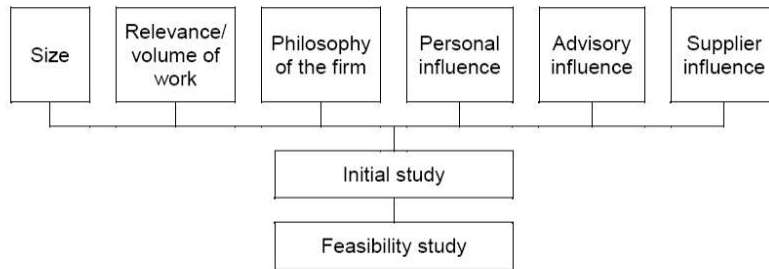 Size
Relevance/
volume of
work
Philosophy
of the firm
Personal
influence
Advisory
influence
Supplier
influence
Initial study
Feasibility study